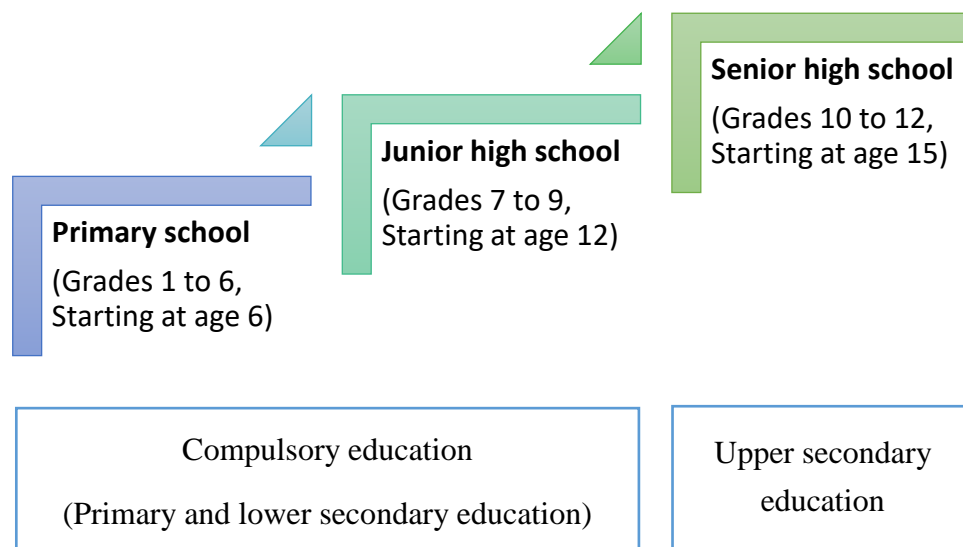 Primary school
(Grades 1 to 6,
Starting at age 6)
Junior high school
(Grades 7 to 9,
Starting at age 12)
Senior high school
(Grades 10 to 12,
Starting at age 15)
Compulsory education
(Primary and lower secondary education)
Upper secondary
education